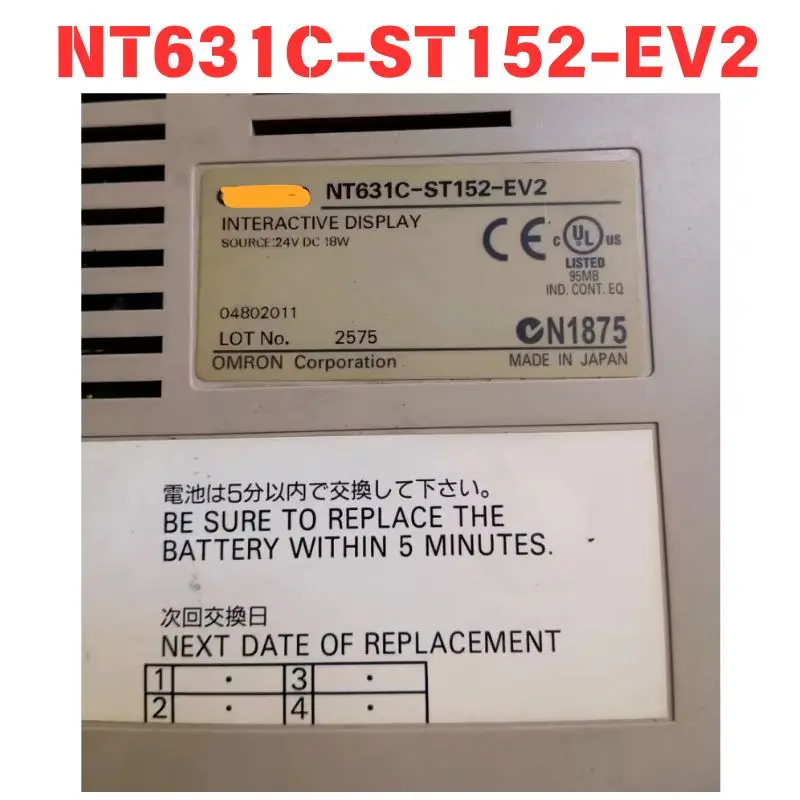 NT631C-ST152-EV2
NT631C-ST152-EV2
INTERACTIVE DISPLAY
SOURCE:24V DC 18W
CE
C UL US
LISTED
95MB
IND. CONT. EQ
04802011
LOT No. 2575
N1875
OMRON Corporation
MADE IN JAPAN
電池は5分以内で交換して下さい。
BE SURE TO REPLACE THE
BATTERY WITHIN 5 MINUTES.
次回交換日
NEXT DATE OF REPLACEMENT
1 · 3 ·
2 · 4 ·